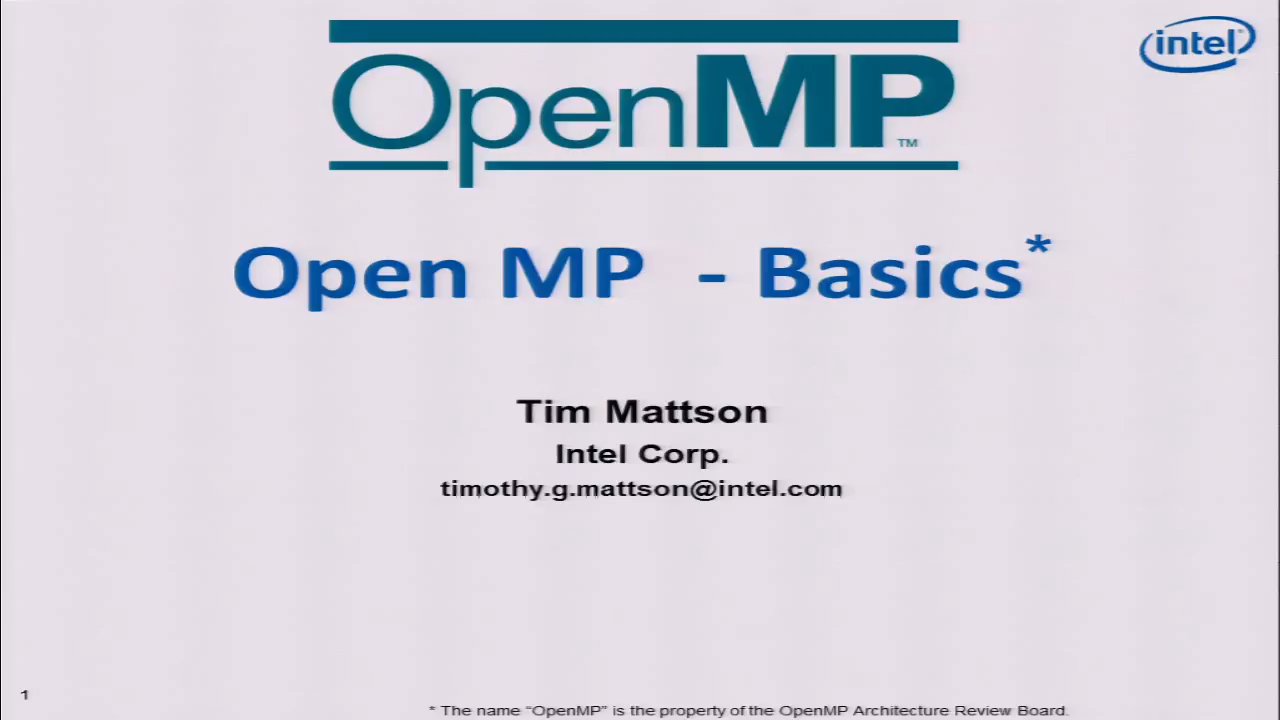 OpenMP™
intel
Open MP - Basics*
Tim Mattson
Intel Corp.
timothy.g.mattson@intel.com
1
* The name “OpenMP” is the property of the OpenMP Architecture Review Board.